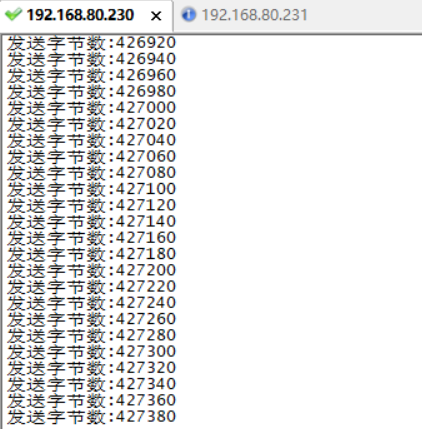 192.168.80.230 × 192.168.80.231
发送字节数:426920
发送字节数:426940
发送字节数:426960
发送字节数:426980
发送字节数:427000
发送字节数:427020
发送字节数:427040
发送字节数:427060
发送字节数:427080
发送字节数:427100
发送字节数:427120
发送字节数:427140
发送字节数:427160
发送字节数:427180
发送字节数:427200
发送字节数:427220
发送字节数:427240
发送字节数:427260
发送字节数:427280
发送字节数:427300
发送字节数:427320
发送字节数:427340
发送字节数:427360
发送字节数:427380